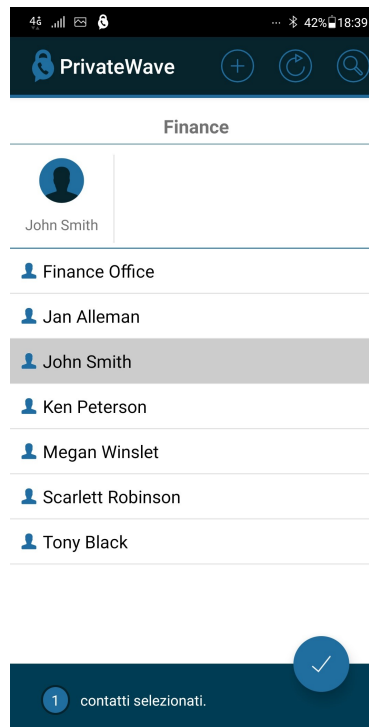 4G ... 42% 18:39
PrivateWave
Finance
John Smith
Finance Office
Jan Alleman
John Smith
Ken Peterson
Megan Winslet
Scarlett Robinson
Tony Black
1 contatti selezionati.